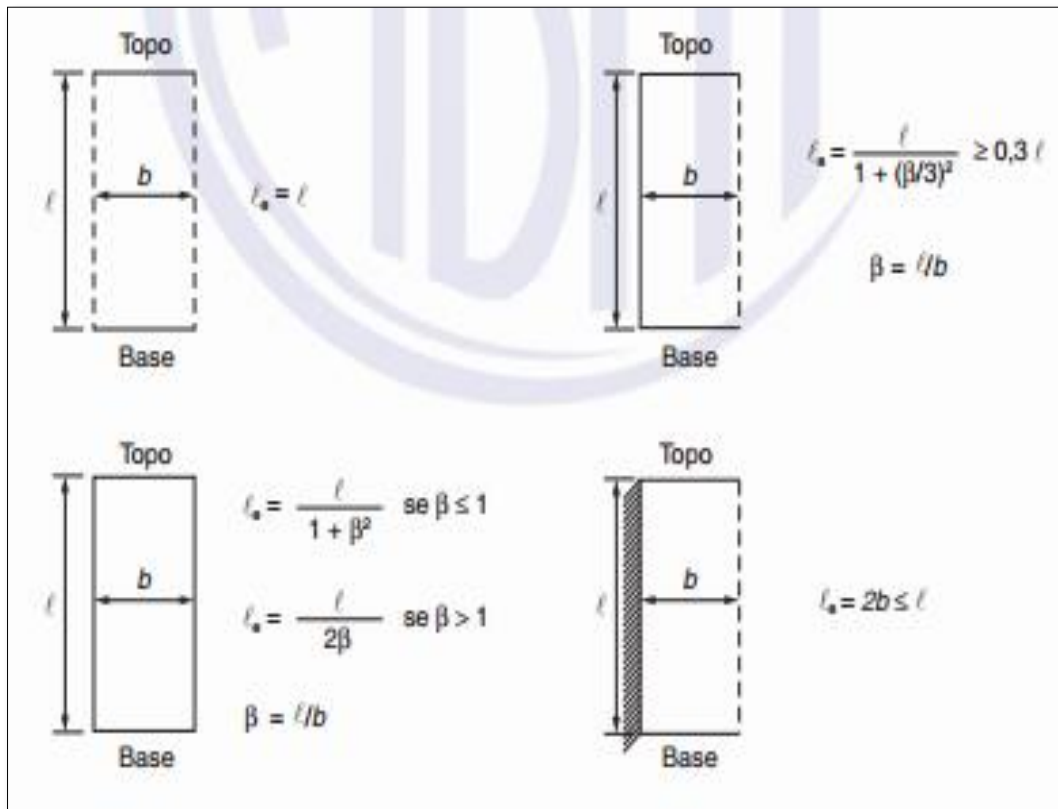 Topo
ℓ
b
ℓₑ = ℓ
Base
Topo
ℓ
b
ℓₑ = ℓ / (1 + (β/3)²) ≥ 0,3 ℓ
β = ℓ/b
Base
Topo
ℓ
b
ℓₑ = ℓ / (1 + β²) se β ≤ 1
ℓₑ = ℓ / (2β) se β > 1
β = ℓ/b
Base
Topo
ℓ
b
ℓₑ = 2b ≤ ℓ
Base